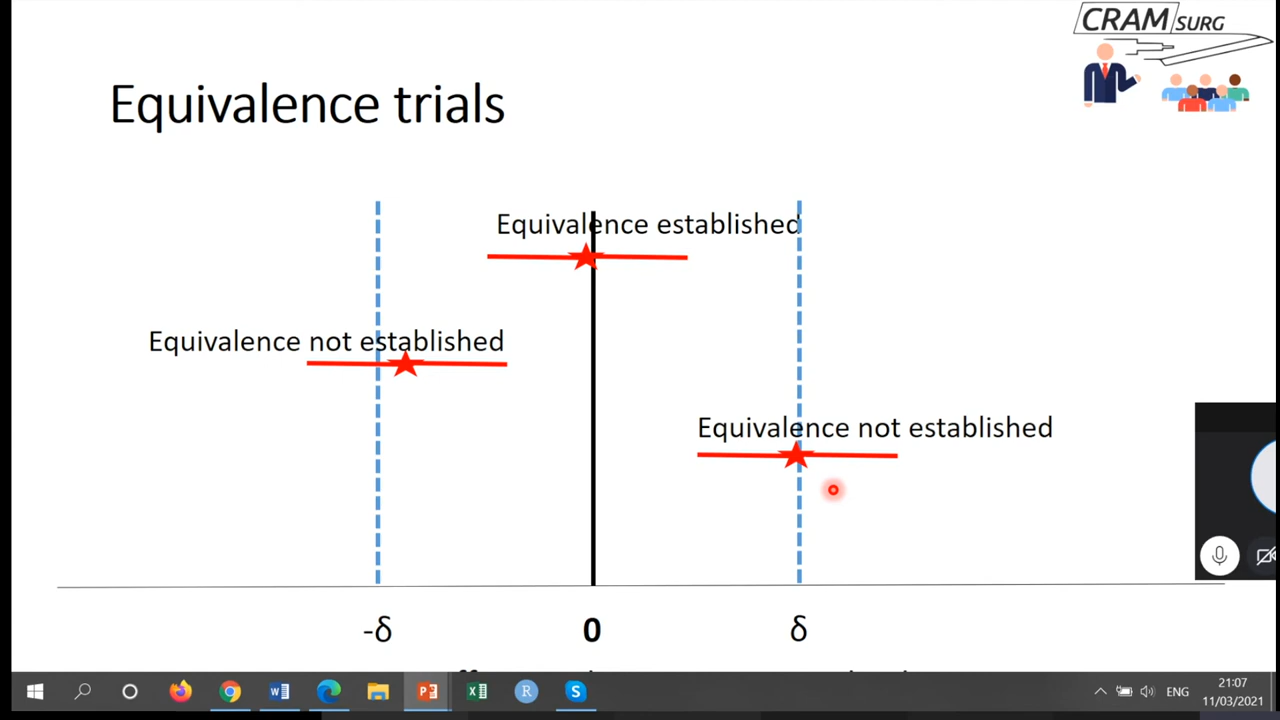 CRAM SURG
Equivalence trials
Equivalence established
Equivalence not established
Equivalence not established
-δ
0
δ
ENG
21:07
11/03/2021